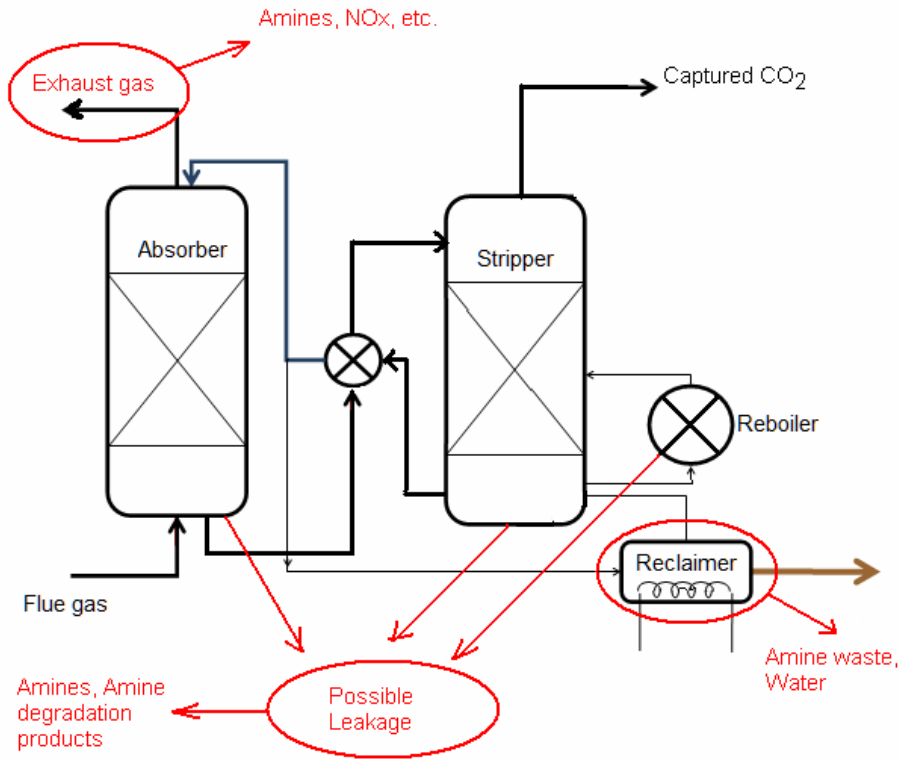 Amines, NOx, etc.
Exhaust gas
Captured CO2
Absorber
Stripper
Reboiler
Reclaimer
Flue gas
Amine waste,
Water
Possible
Leakage
Amines, Amine
degradation
products